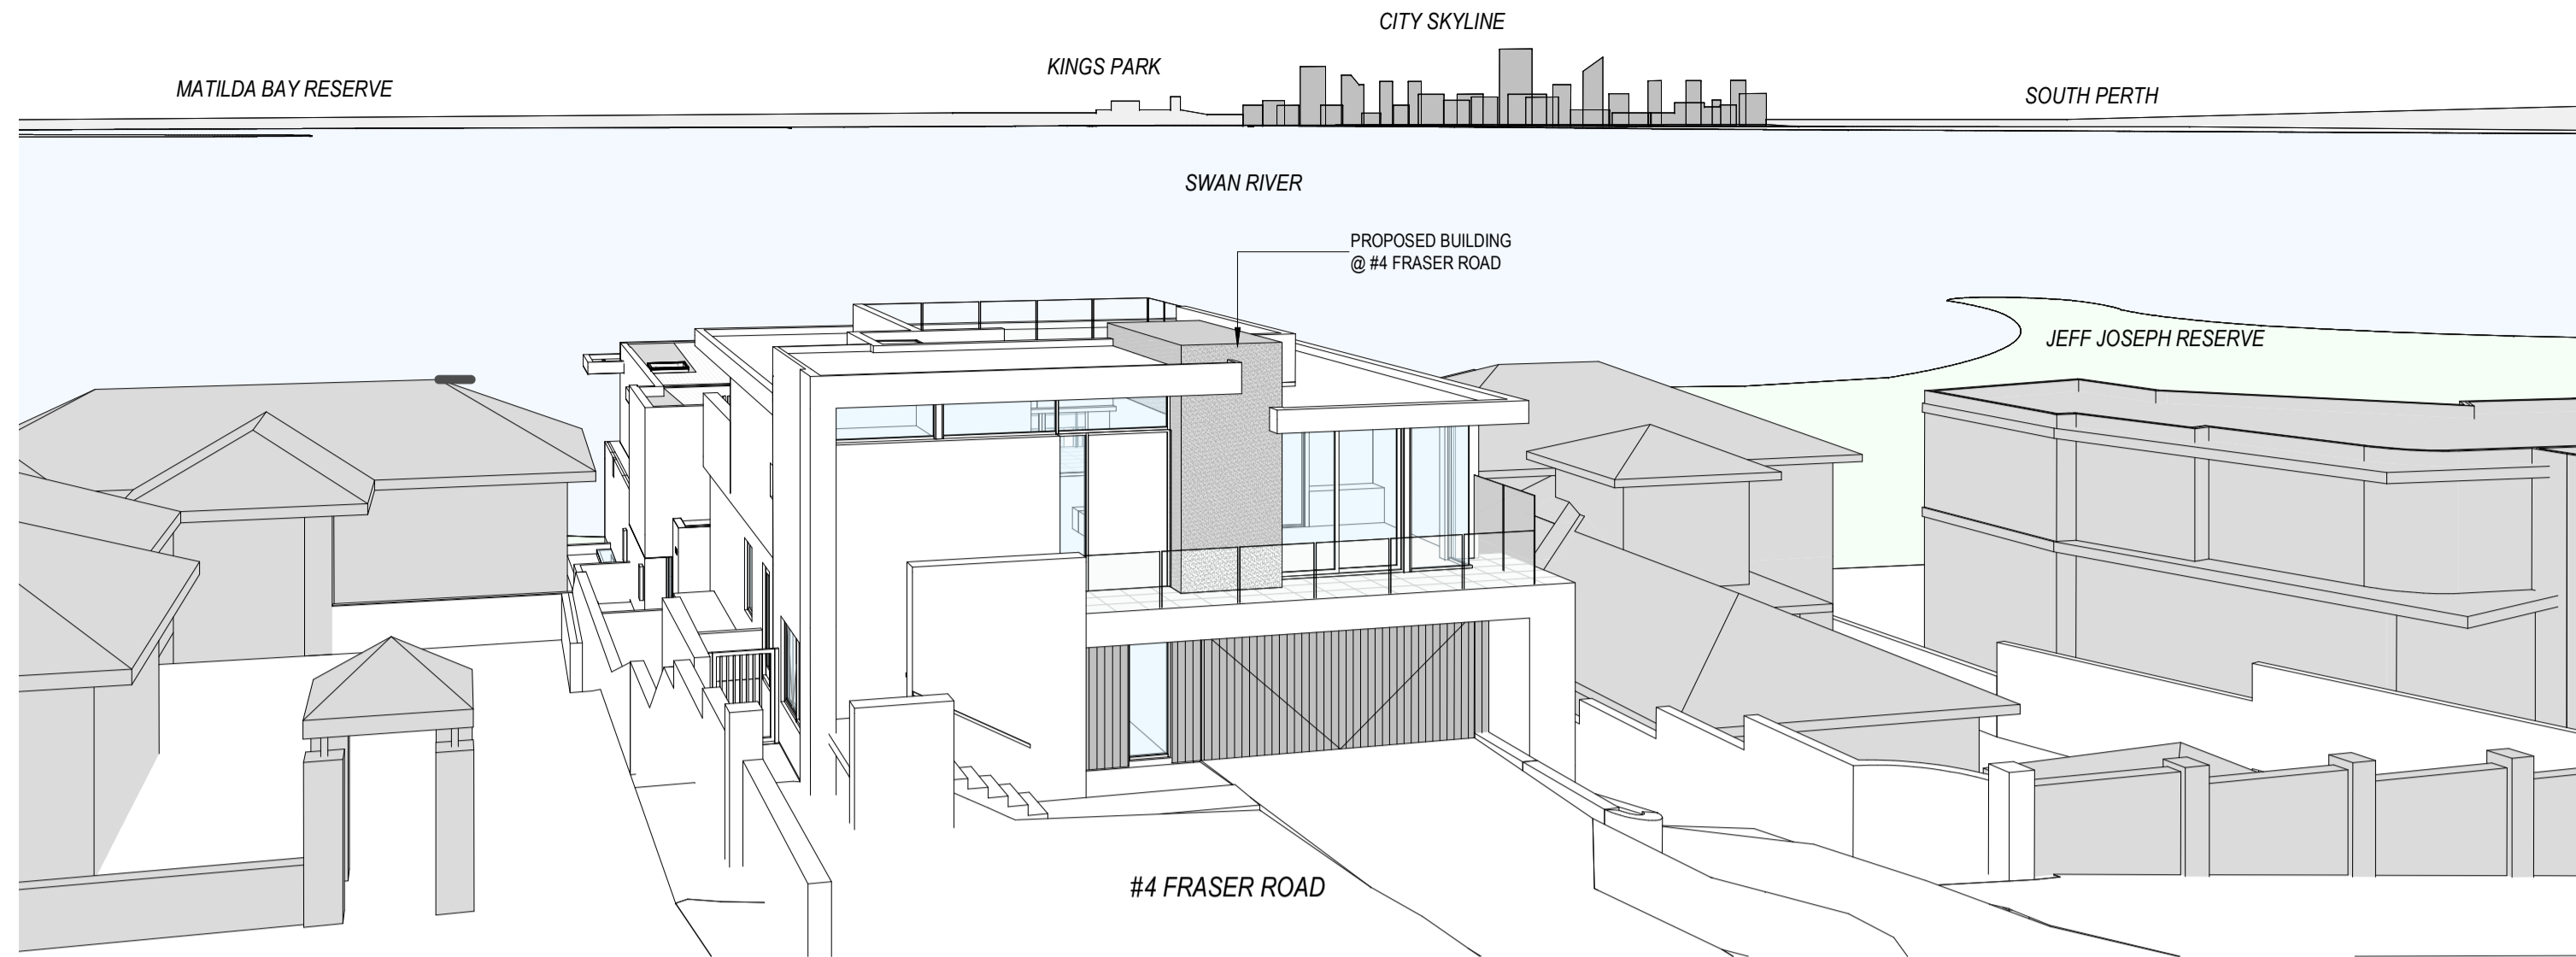 CITY SKYLINE
KINGS PARK
MATILDA BAY RESERVE
SOUTH PERTH
SWAN RIVER
PROPOSED BUILDING
@ #4 FRASER ROAD
JEFF JOSEPH RESERVE
#4 FRASER ROAD